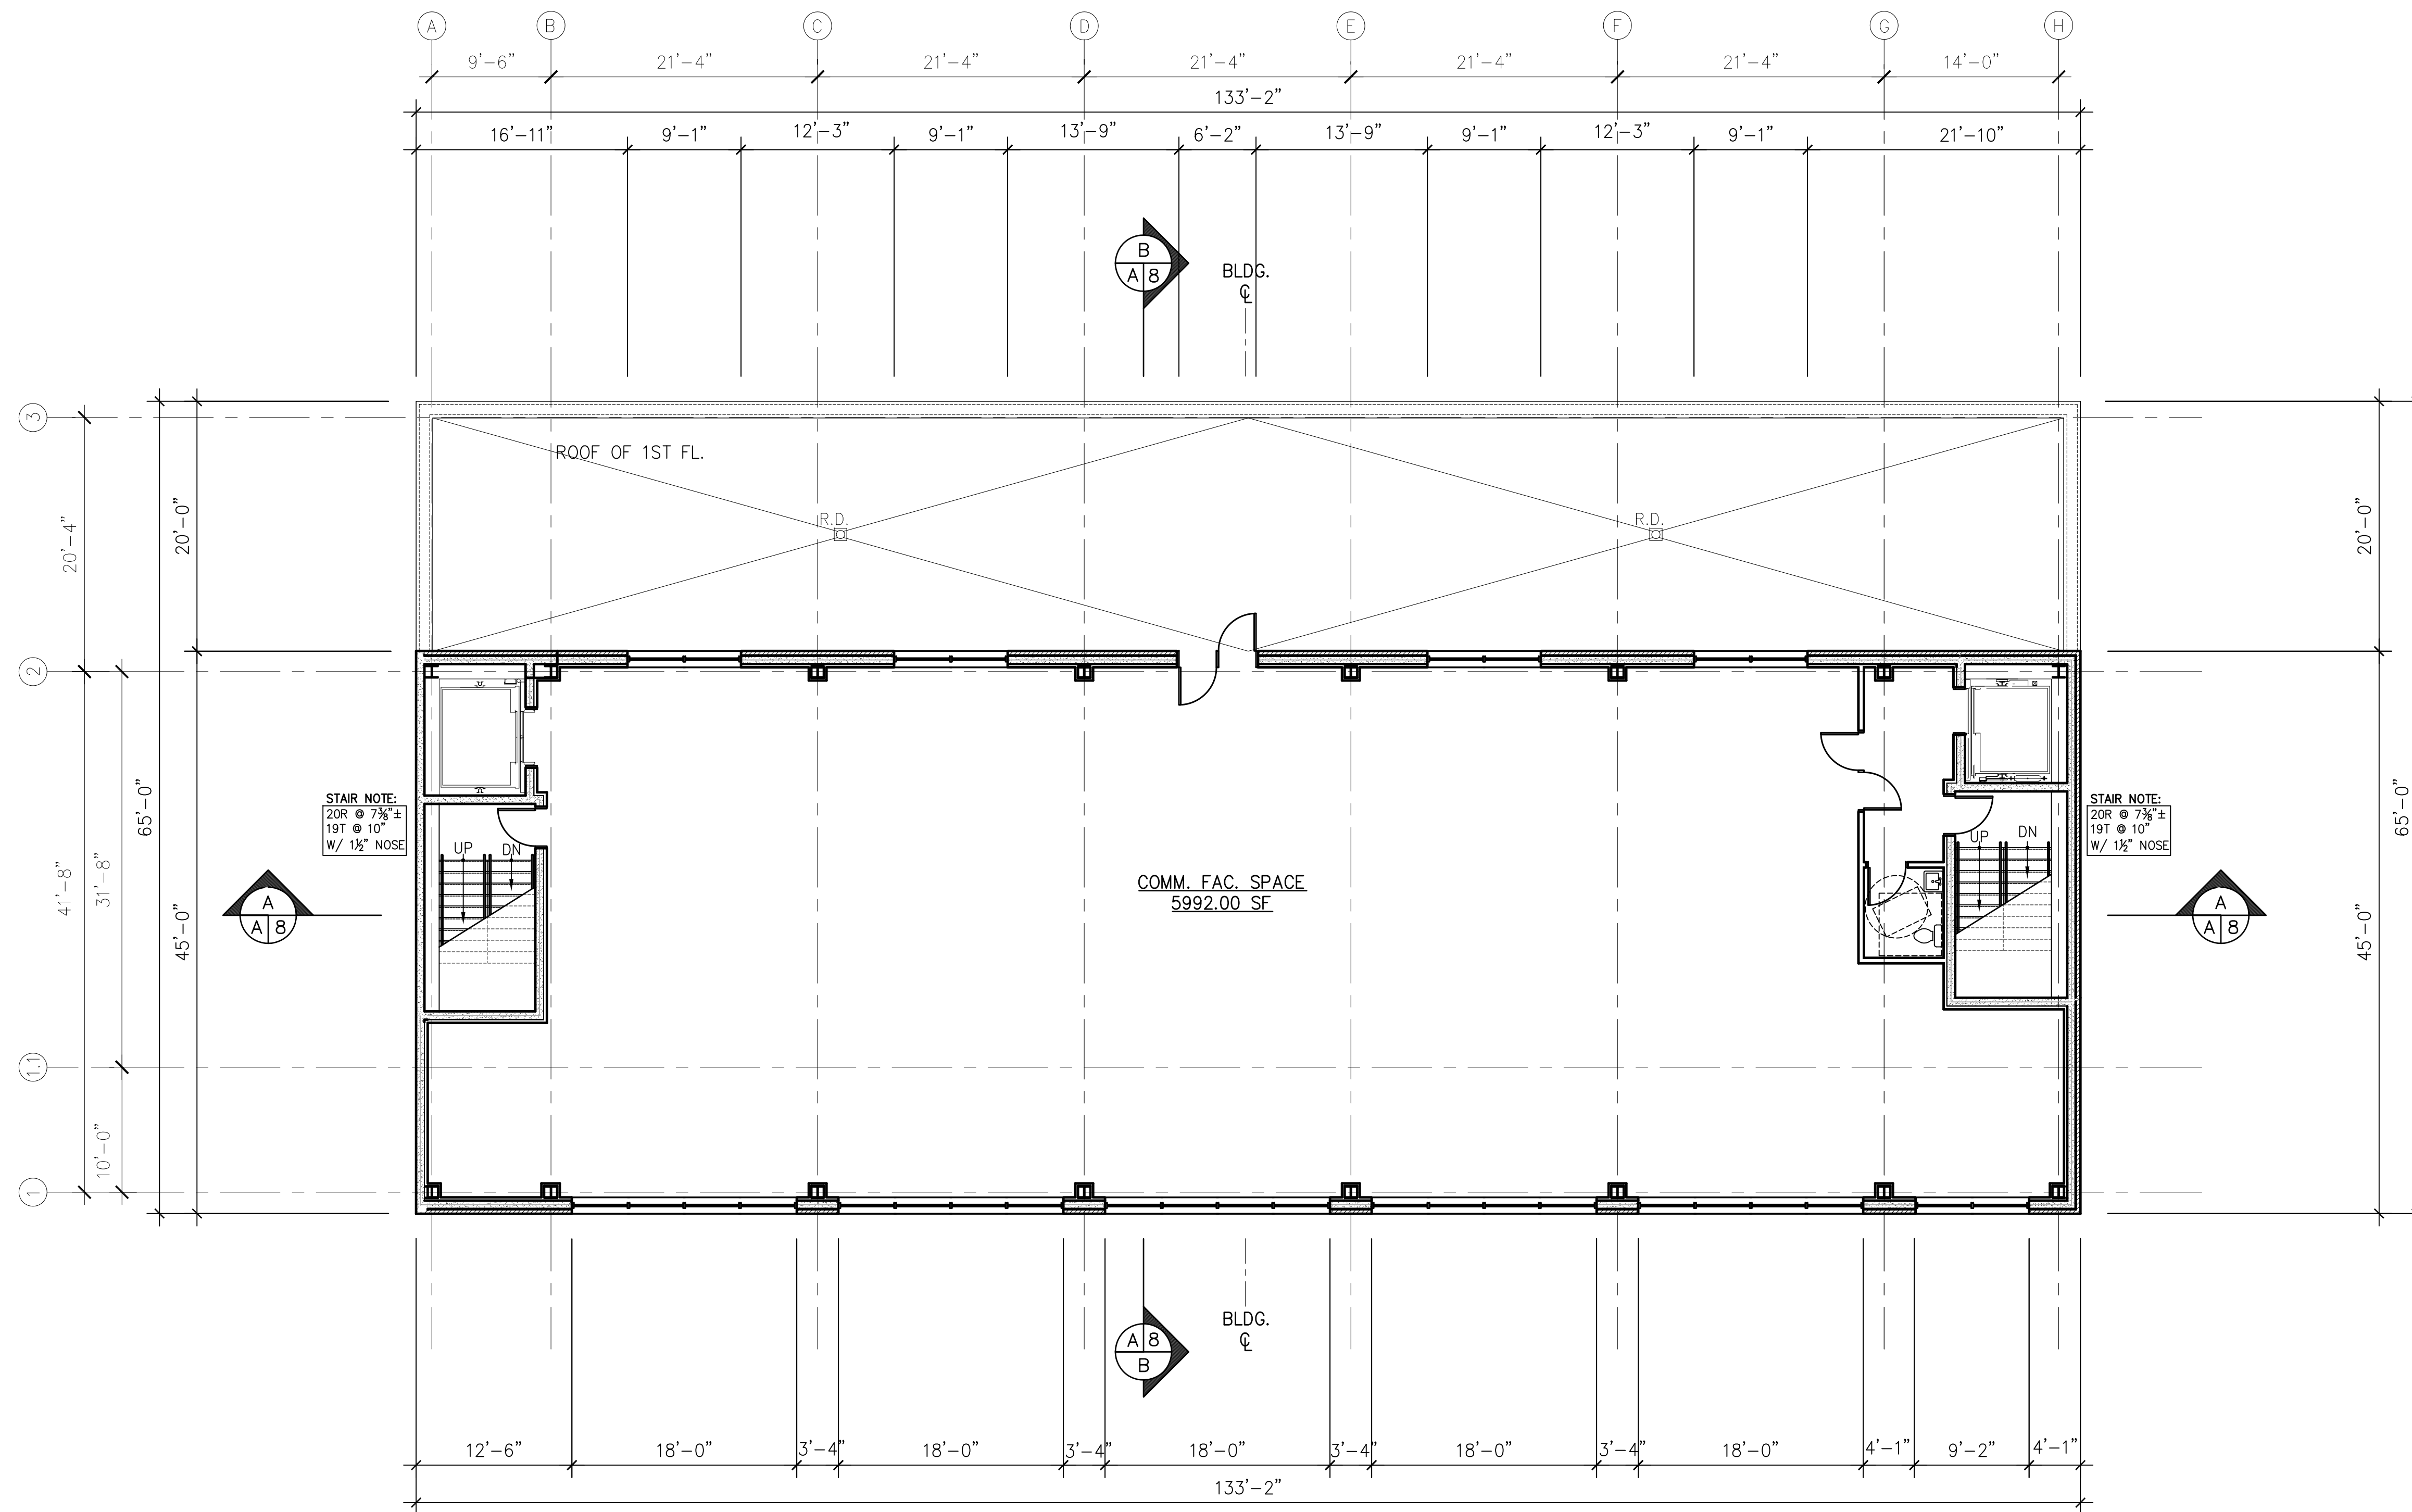 A B C D E F G H
9'-6" 21'-4" 21'-4" 21'-4" 21'-4" 21'-4" 14'-0"
133'-2"
16'-11" 9'-1" 12'-3" 9'-1" 13'-9" 6'-2" 13'-9" 9'-1" 12'-3" 9'-1" 21'-10"
B
A 8
BLDG.
℄
3
ROOF OF 1ST FL.
R.D. R.D.
20'-4" 20'-0" 20'-0"
2
65'-0" 65'-0"
STAIR NOTE:
20R @ 7⅜"±
19T @ 10"
W/ 1½" NOSE
STAIR NOTE:
20R @ 7⅜"±
19T @ 10"
W/ 1½" NOSE
UP DN
UP DN
41'-8" 31'-8"
COMM. FAC. SPACE
5992.00 SF
A
A 8
A
A 8
45'-0" 45'-0"
1.1
10'-0"
1
BLDG.
℄
A 8
B
12'-6" 18'-0" 3'-4" 18'-0" 3'-4" 18'-0" 3'-4" 18'-0" 3'-4" 18'-0" 4'-1" 9'-2" 4'-1"
133'-2"